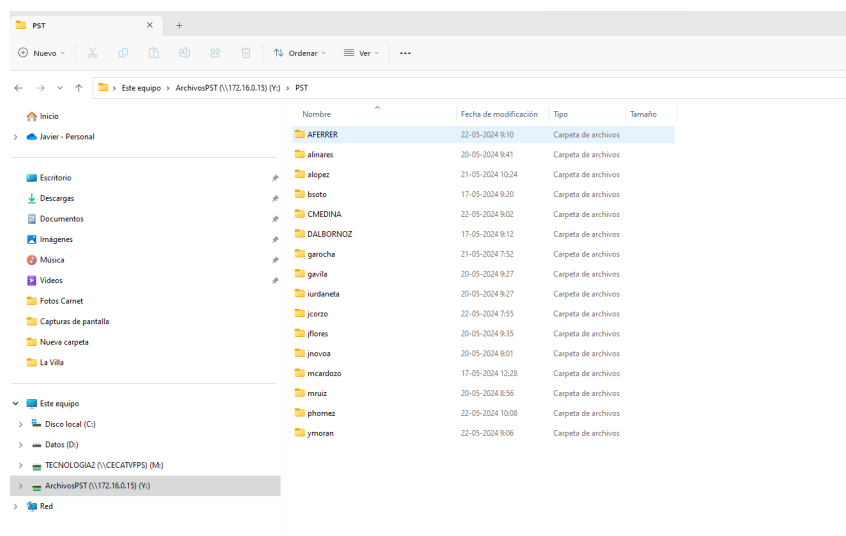 PST
Nuevo
Ordenar
Ver
Este equipo > ArchivosPST (\\172.16.0.15) (Y:) > PST
Inicio
Javier - Personal
Escritorio
Descargas
Documentos
Imágenes
Música
Videos
Fotos Carnet
Capturas de pantalla
Nueva carpeta
La Villa
Este equipo
Disco local (C:)
Datos (D:)
TECNOLOGIA2 (\\CECATVFPS) (M:)
ArchivosPST (\\172.16.0.15) (Y:)
Red
Nombre Fecha de modificación Tipo Tamaño
AFERRER 22-05-2024 9:10 Carpeta de archivos
alinares 20-05-2024 9:41 Carpeta de archivos
alopez 21-05-2024 10:24 Carpeta de archivos
bsoto 17-05-2024 9:20 Carpeta de archivos
CMEDINA 22-05-2024 9:02 Carpeta de archivos
DALBORNOZ 17-05-2024 9:12 Carpeta de archivos
garocha 21-05-2024 7:52 Carpeta de archivos
gavila 20-05-2024 9:27 Carpeta de archivos
iurdaneta 20-05-2024 9:27 Carpeta de archivos
jcorzo 22-05-2024 7:55 Carpeta de archivos
jflores 20-05-2024 9:35 Carpeta de archivos
jnovoa 20-05-2024 9:01 Carpeta de archivos
mcardozo 17-05-2024 12:28 Carpeta de archivos
mruiz 20-05-2024 8:56 Carpeta de archivos
phomez 22-05-2024 10:08 Carpeta de archivos
ymoran 22-05-2024 9:06 Carpeta de archivos